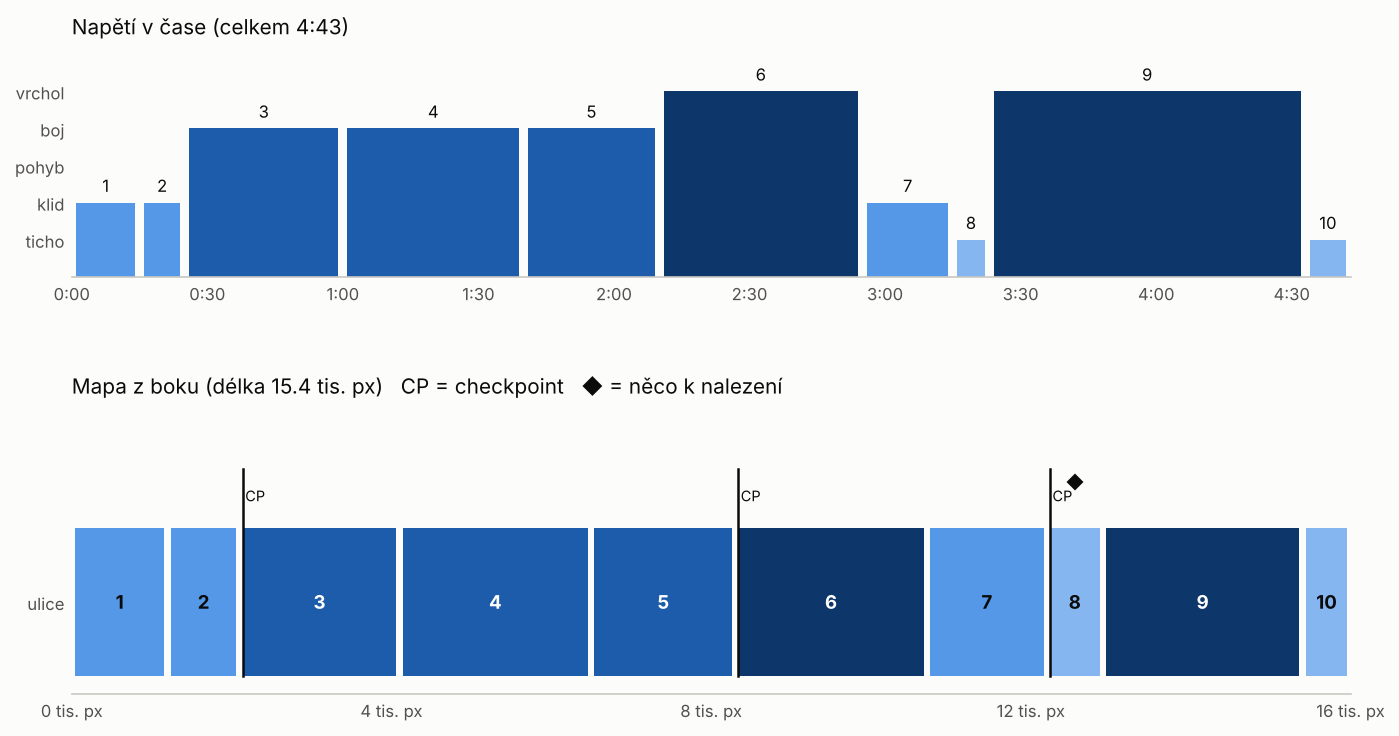 Napětí v čase (celkem 4:43)
6 9
vrchol
3 4 5
boj
pohyb
1 2 7
klid
8 10
ticho
0:00 0:30 1:00 1:30 2:00 2:30 3:00 3:30 4:00 4:30
Mapa z boku (délka 15.4 tis. px) CP = checkpoint ◆ = něco k nalezení
CP CP CP
ulice 1 2 3 4 5 6 7 8 9 10
0 tis. px 4 tis. px 8 tis. px 12 tis. px 16 tis. px